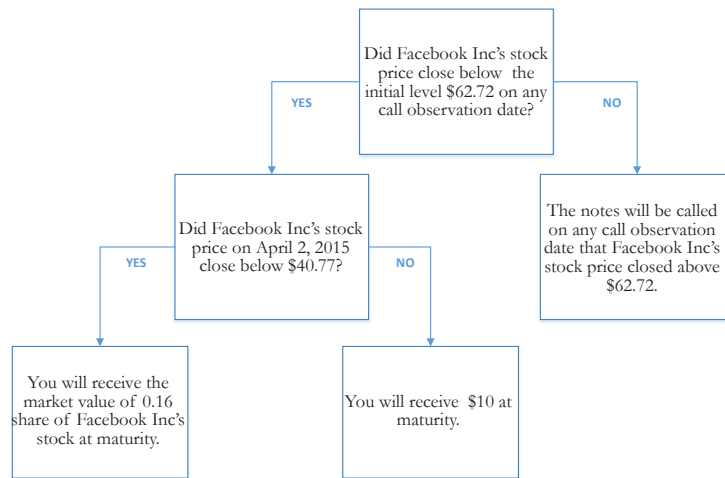 Did Facebook Inc's stock
price close below the
initial level $62.72 on any
call observation date?
YES
NO
Did Facebook Inc's stock
price on April 2, 2015
close below $40.77?
The notes will be called
on any call observation
date that Facebook Inc's
stock price closed above
$62.72.
YES
NO
You will receive the
market value of 0.16
share of Facebook Inc's
stock at maturity.
You will receive $10 at
maturity.